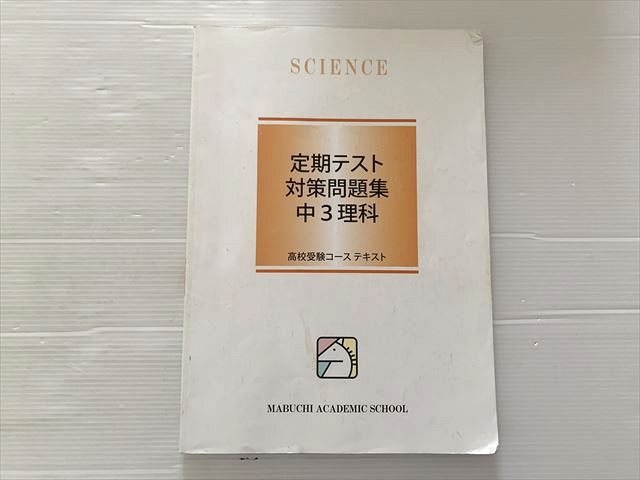 SCIENCE
定期テスト
対策問題集
中3理科
高校受験コース テキスト
MABUCHI ACADEMIC SCHOOL